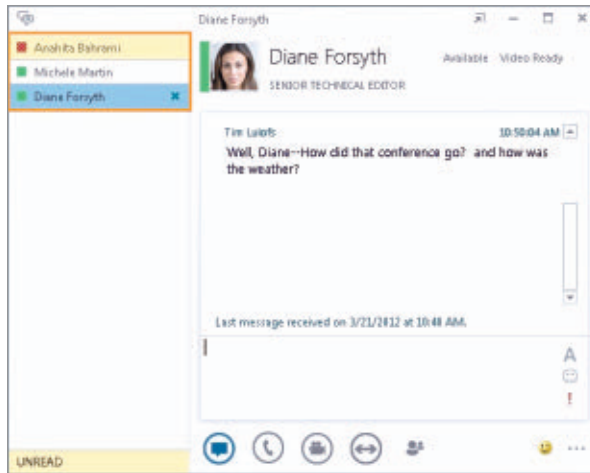 Diane Forsyth
Anahita Bahrami
Michele Martin
Diane Forsyth
Diane Forsyth
Available Video Ready
SENIOR TECHNICAL EDITOR
Tim Lulofs 10:50:04 AM
Well, Diane--How did that conference go? and how was
the weather?
Last message received on 3/21/2012 at 10:48 AM.
A
!
UNREAD